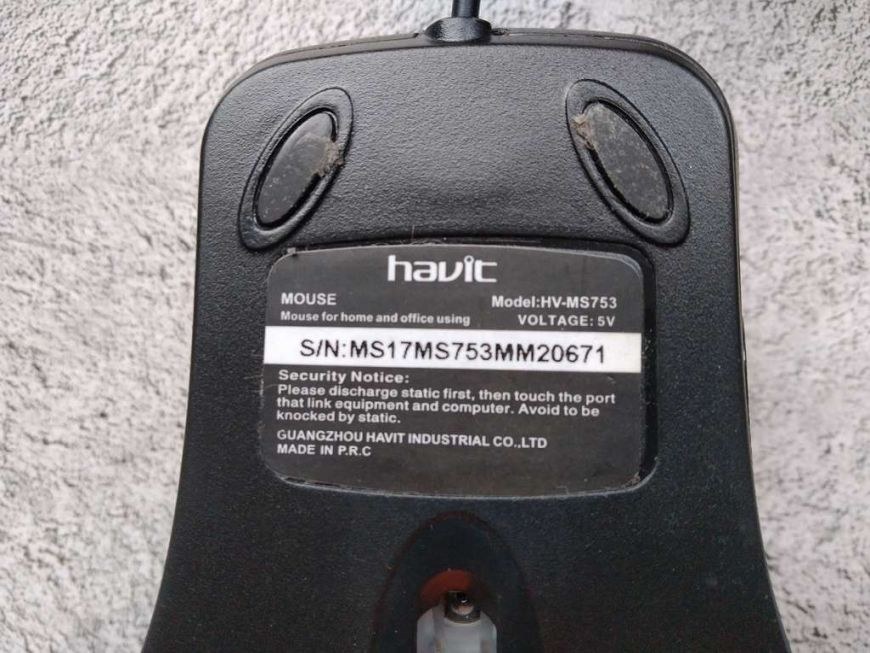 havit
MOUSE Model:HV-MS753
Mouse for home and office using VOLTAGE: 5V
S/N:MS17MS753MM20671
Security Notice:
Please discharge static first, then touch the port
that link equipment and computer. Avoid to be
knocked by static.
GUANGZHOU HAVIT INDUSTRIAL CO.,LTD
MADE IN P.R.C